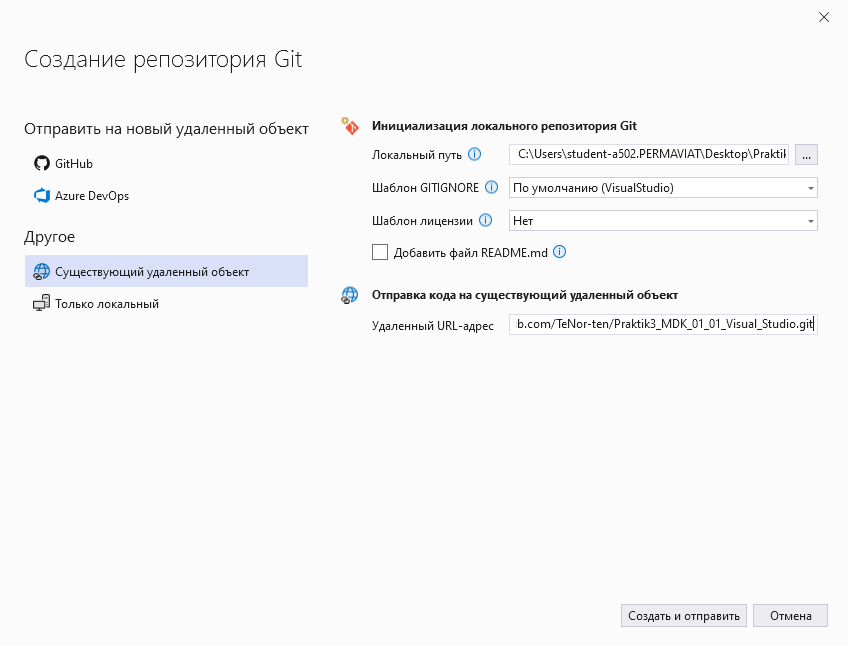 Создание репозитория Git
Отправить на новый удаленный объект
GitHub
Azure DevOps
Другое
Существующий удаленный объект
Только локальный
Инициализация локального репозитория Git
Локальный путь
C:\Users\student-a502.PERMAVIAT\Desktop\Praktik
...
Шаблон GITIGNORE
По умолчанию (VisualStudio)
Шаблон лицензии
Нет
Добавить файл README.md
Отправка кода на существующий удаленный объект
Удаленный URL-адрес
b.com/TeNor-ten/Praktik3_MDK_01_01_Visual_Studio.git
Создать и отправить
Отмена